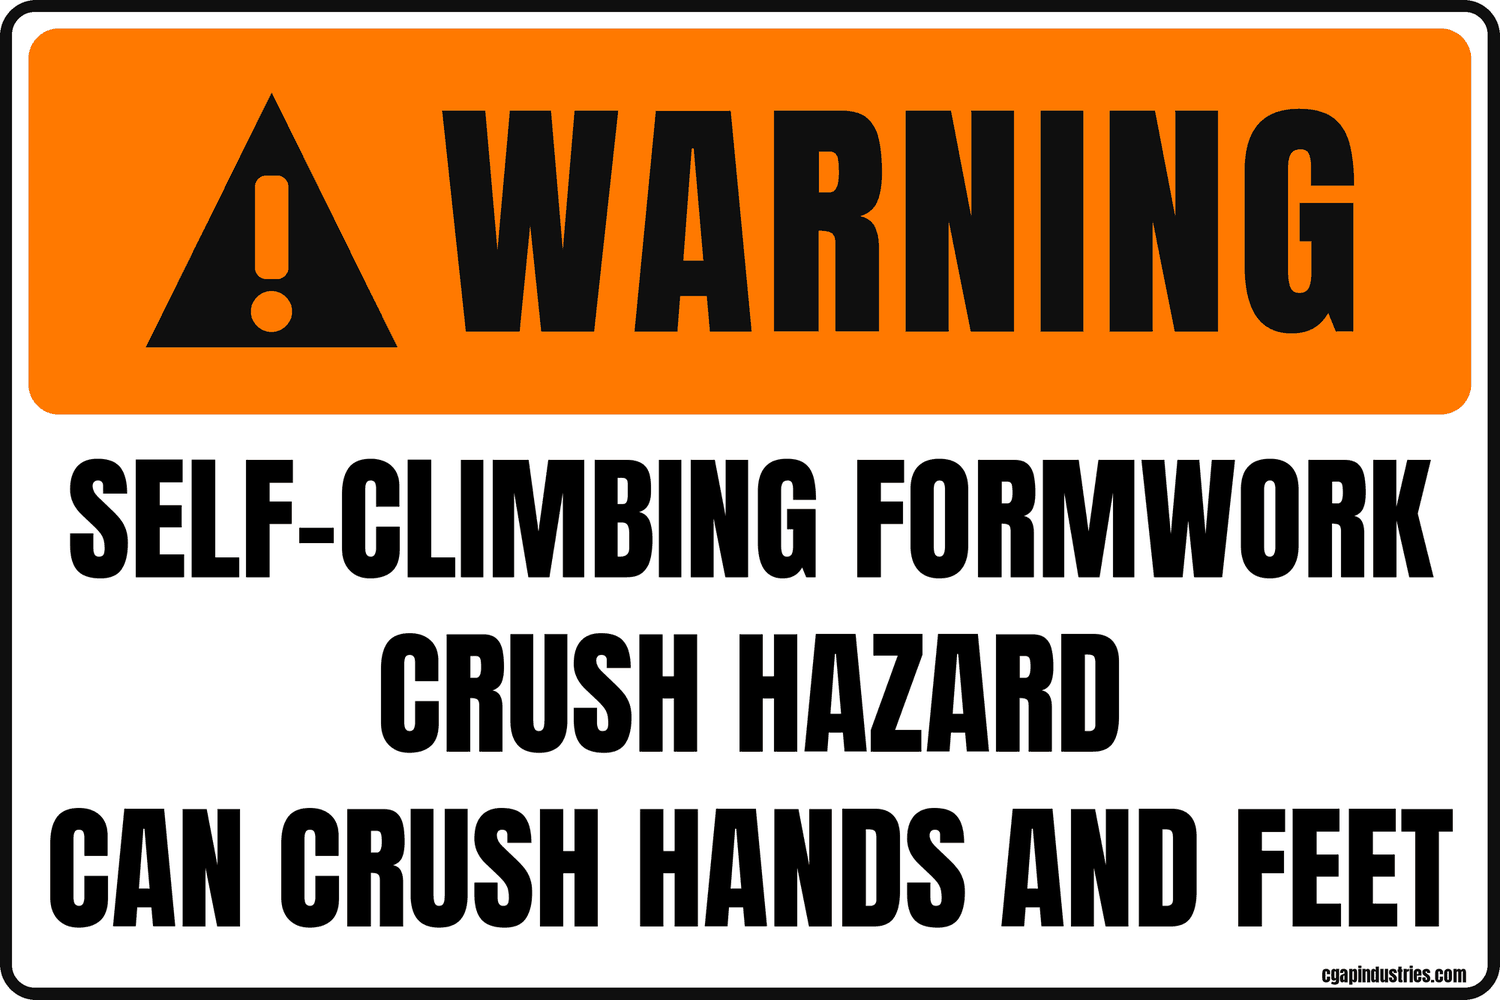 WARNING
SELF-CLIMBING FORMWORK
CRUSH HAZARD
CAN CRUSH HANDS AND FEET
cgapindustries.com